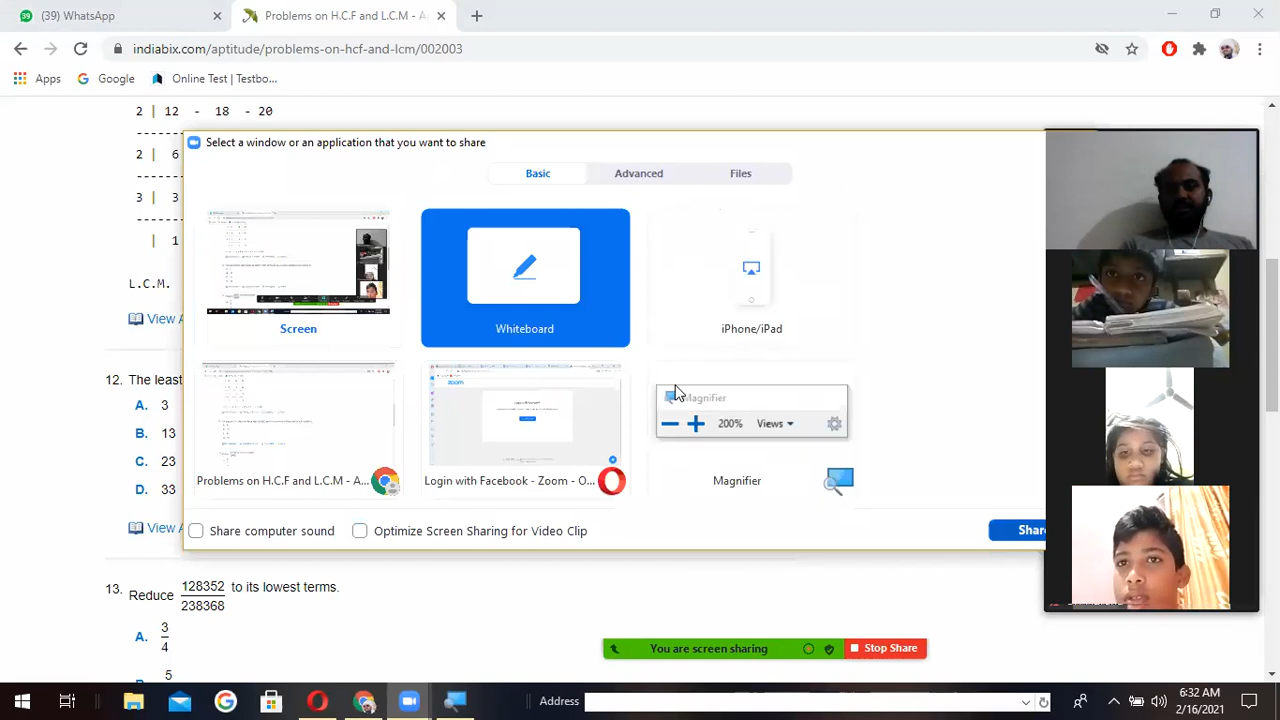 39
(39) WhatsApp
Problems on H.C.F and L.C.M - A
indiabix.com/aptitude/problems-on-hcf-and-lcm/002003
Apps
Google
Online Test | Testbo...
2 | 12 - 18 - 20
2 | 6
3 | 3
1
L.C.M.
View A
12. The least
A. 3
B. 13
C. 23
D. 33
View A
13. Reduce 128352 / 238368 to its lowest terms.
A. 3 / 4
Select a window or an application that you want to share
Basic
Advanced
Files
Screen
Whiteboard
iPhone/iPad
zoom
Magnifier
200%
Views
Problems on H.C.F and L.C.M - A...
Login with Facebook - Zoom - O...
Magnifier
Share computer sound
Optimize Screen Sharing for Video Clip
Shar
You are screen sharing
Stop Share
Address
6:32 AM
2/16/2021